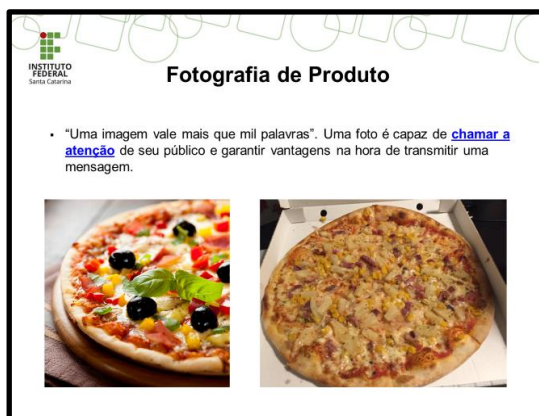 INSTITUTO
FEDERAL
Santa Catarina
Fotografia de Produto
• “Uma imagem vale mais que mil palavras”. Uma foto é capaz de chamar a
atenção de seu público e garantir vantagens na hora de transmitir uma
mensagem.